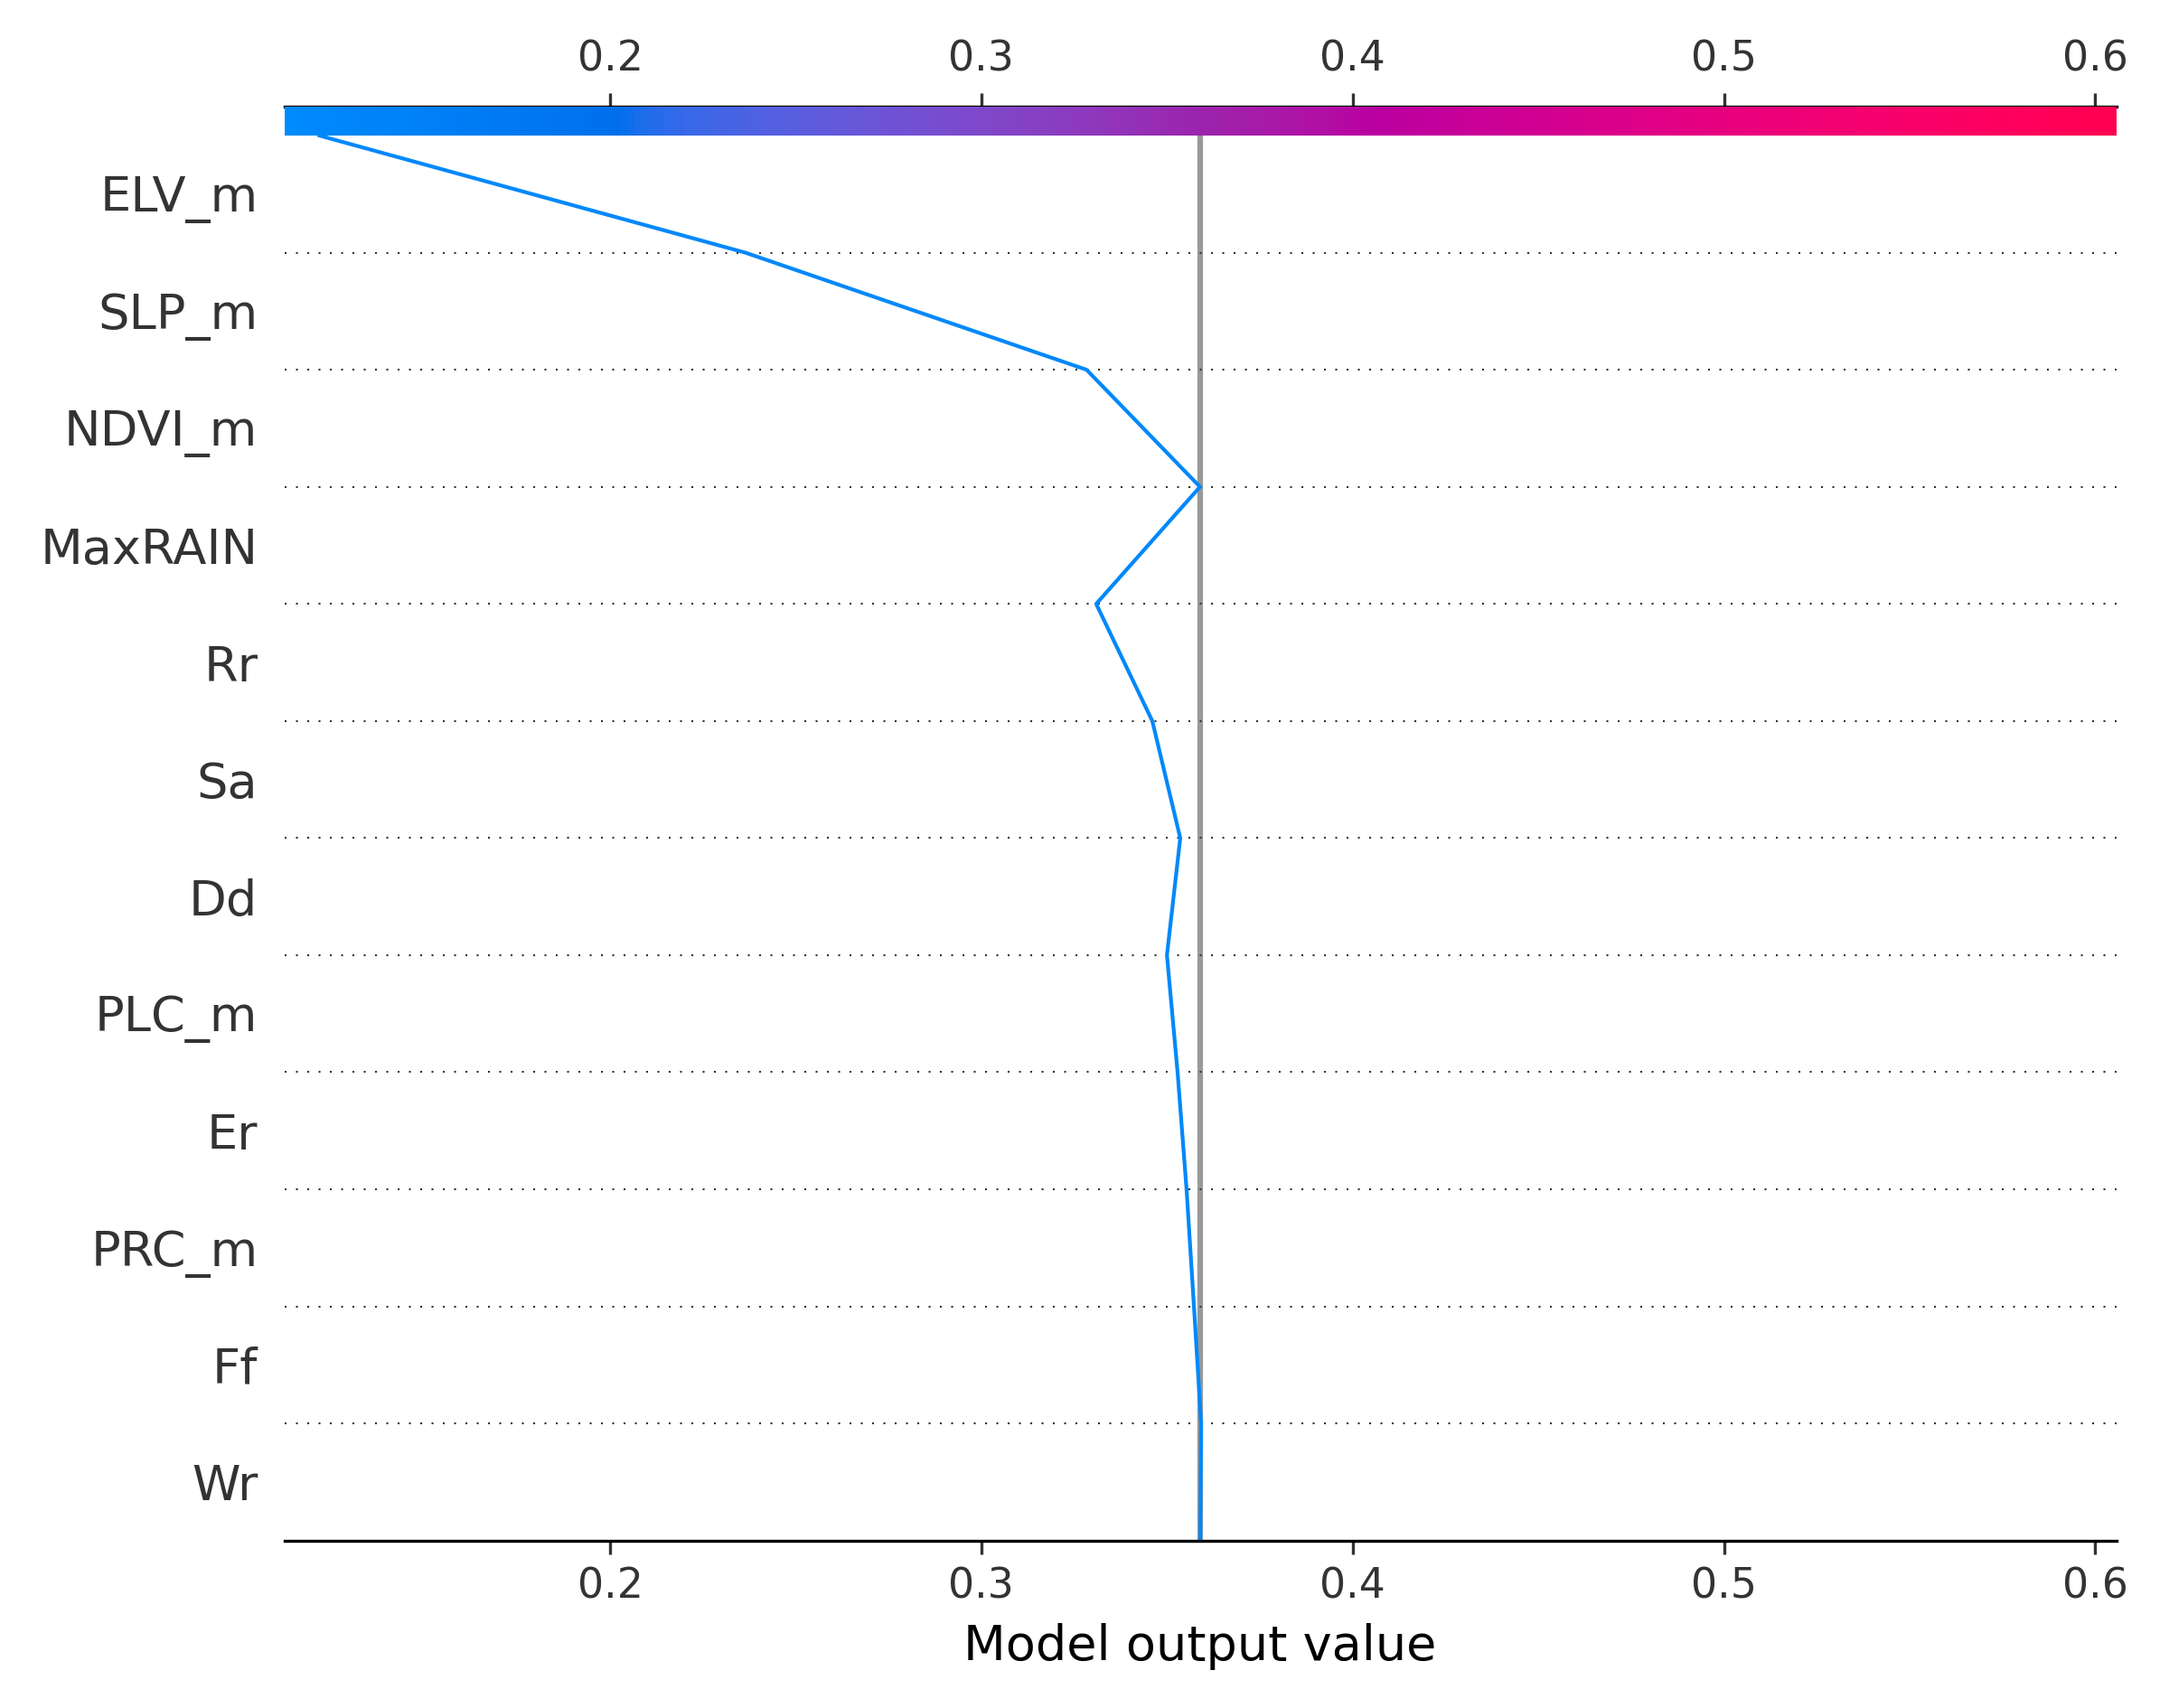 0.2 0.3 0.4 0.5 0.6
ELV_m
SLP_m
NDVI_m
MaxRAIN
Rr
Sa
Dd
PLC_m
Er
PRC_m
Ff
Wr
0.2 0.3 0.4 0.5 0.6
Model output value